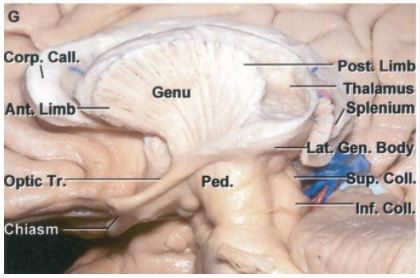 G
Corp. Call.
Post. Limb
Thalamus
Genu
Ant. Limb
Splenium
Lat. Gen. Body
Optic Tr.
Ped.
Sup. Coll.
Inf. Coll.
Chiasm